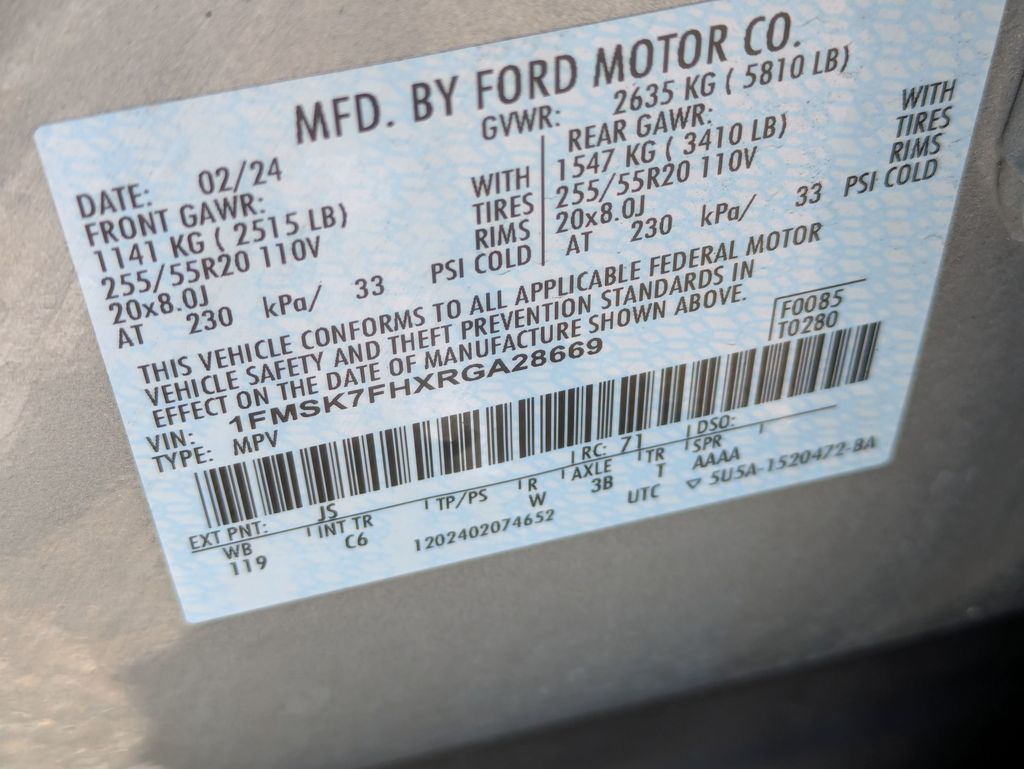 MFD. BY FORD MOTOR CO.
DATE: 02/24 GVWR: 2635 KG ( 5810 LB)
FRONT GAWR: REAR GAWR:
1141 KG ( 2515 LB) WITH 1547 KG ( 3410 LB) WITH
255/55R20 110V TIRES 255/55R20 110V TIRES
20x8.0J RIMS 20x8.0J RIMS
AT 230 kPa/ 33 PSI COLD AT 230 kPa/ 33 PSI COLD
THIS VEHICLE CONFORMS TO ALL APPLICABLE FEDERAL MOTOR
VEHICLE SAFETY AND THEFT PREVENTION STANDARDS IN
EFFECT ON THE DATE OF MANUFACTURE SHOWN ABOVE.
F0085
T0280
VIN: 1FMSK7FHXRGA28669
TYPE: MPV
EXT PNT: JS RC: 71 DSO:
WB INT TR TP/PS R AXLE TR SPR
119 C6 W 3B T AAAA
1202402074652 UTC ▽ 5U5A-1520472-BA